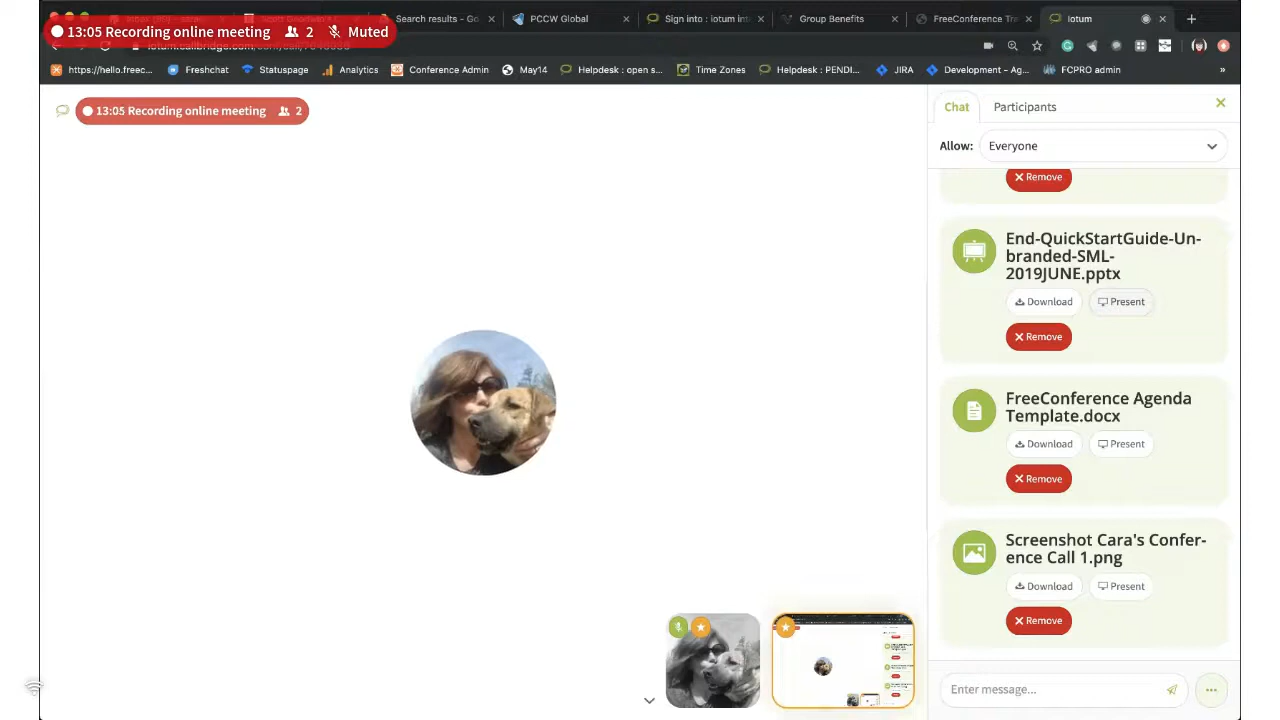 Search results - Go
PCCW Global
Sign into : iotum int
Group Benefits
FreeConference Tra
iotum
13:05 Recording online meeting 2 Muted
https://hello.freec...
Freshchat
Statuspage
Analytics
Conference Admin
May14
Helpdesk : open s...
Time Zones
Helpdesk : PENDI...
JIRA
Development - Ag...
FCPRO admin
»
13:05 Recording online meeting 2
Chat Participants
Allow: Everyone
Remove
End-QuickStartGuide-Un-
branded-SML-
2019JUNE.pptx
Download Present
Remove
FreeConference Agenda
Template.docx
Download Present
Remove
Screenshot Cara's Confer-
ence Call 1.png
Download Present
Remove
Enter message...